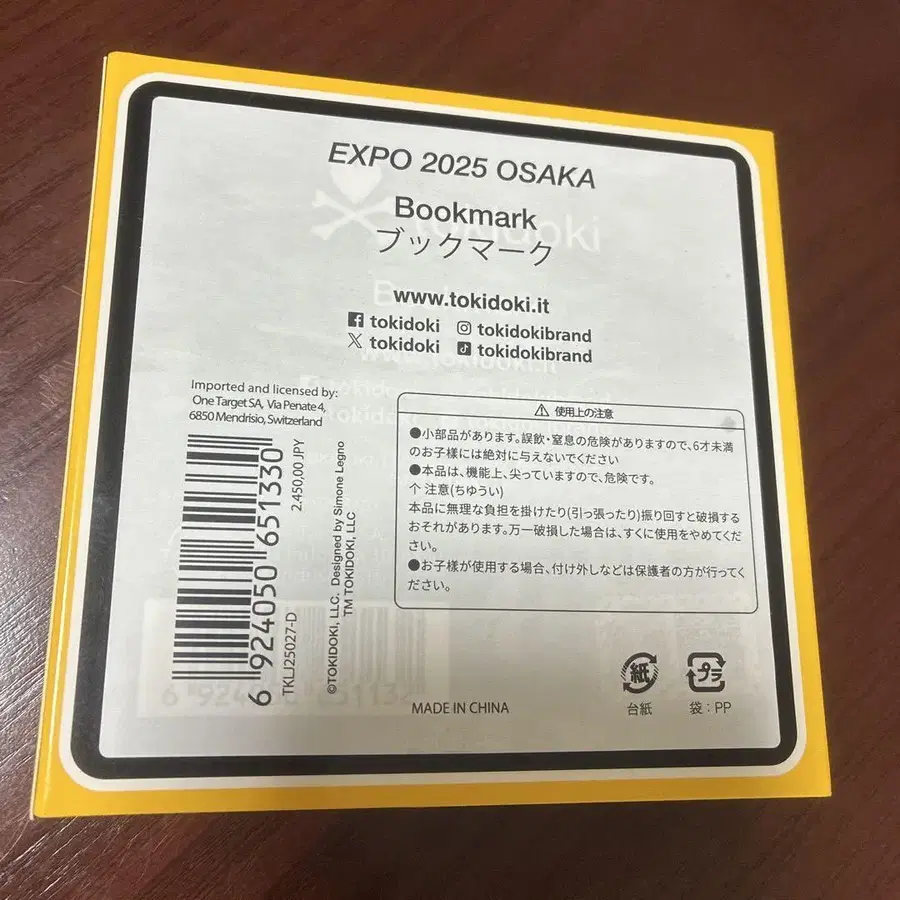 EXPO 2025 OSAKA
tokidoki
Bookmark
ブックマーク
www.tokidoki.it
tokidoki tokidokibrand
tokidoki tokidokibrand
Imported and licensed by:
One Target SA, Via Penate 4,
6850 Mendrisio, Switzerland
6 924050 651330
2.450,00 JPY
TKLJ25027-D
©TOKIDOKI, LLC. Designed by Simone Legno
TM TOKIDOKI, LLC
使用上の注意
●小部品があります。誤飲・窒息の危険がありますので、6才未満
のお子様には絶対に与えないでください
●本品は、機能上、尖っていますので、危険です。
个注意(ちゆうい)
本品に無理な負担を掛けたり(引っ張ったり)振り回すと破損する
おそれがあります。万一破損した場合は、すぐに使用をやめてくだ
さい。
●お子様が使用する場合、付け外しなどは保護者の方が行ってく
ださい。
MADE IN CHINA
紙
台紙
プラ
袋：PP